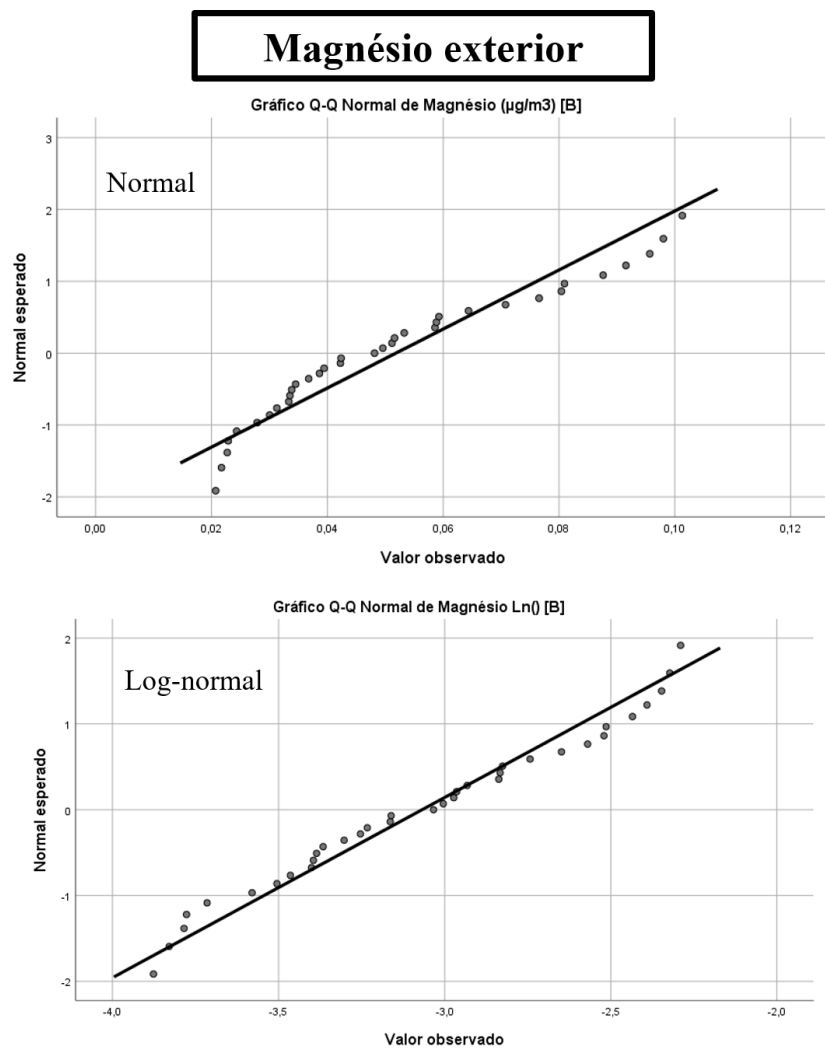 Magnésio exterior
Gráfico Q-Q Normal de Magnésio (µg/m3) [B]
Normal
Normal esperado
3
2
1
0
-1
-2
0,00
0,02
0,04
0,06
0,08
0,10
0,12
Valor observado
Gráfico Q-Q Normal de Magnésio Ln() [B]
Log-normal
Normal esperado
2
1
0
-1
-2
-4,0
-3,5
-3,0
-2,5
-2,0
Valor observado